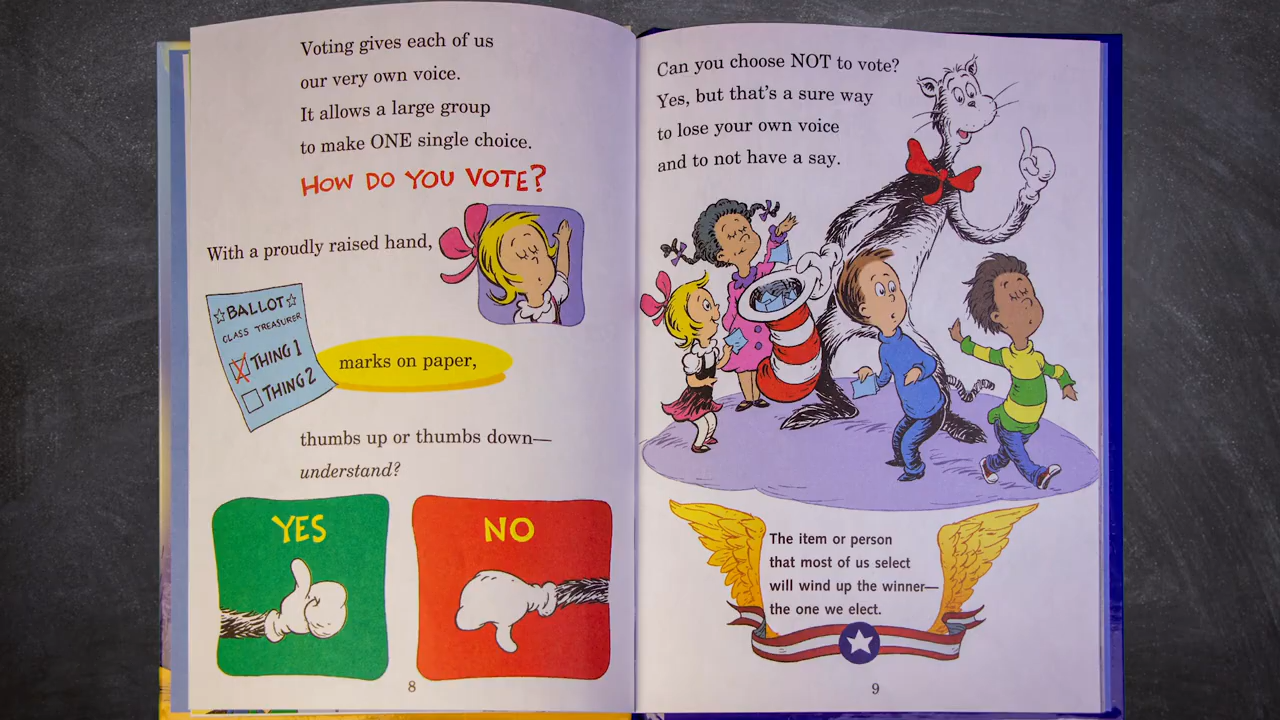 Voting gives each of us
our very own voice.
It allows a large group
to make ONE single choice.
HOW DO YOU VOTE?
With a proudly raised hand,
☆BALLOT☆
CLASS TREASURER
THING 1
THING 2
marks on paper,
thumbs up or thumbs down—
understand?
YES
NO
8
Can you choose NOT to vote?
Yes, but that's a sure way
to lose your own voice
and to not have a say.
The item or person
that most of us select
will wind up the winner—
the one we elect.
9